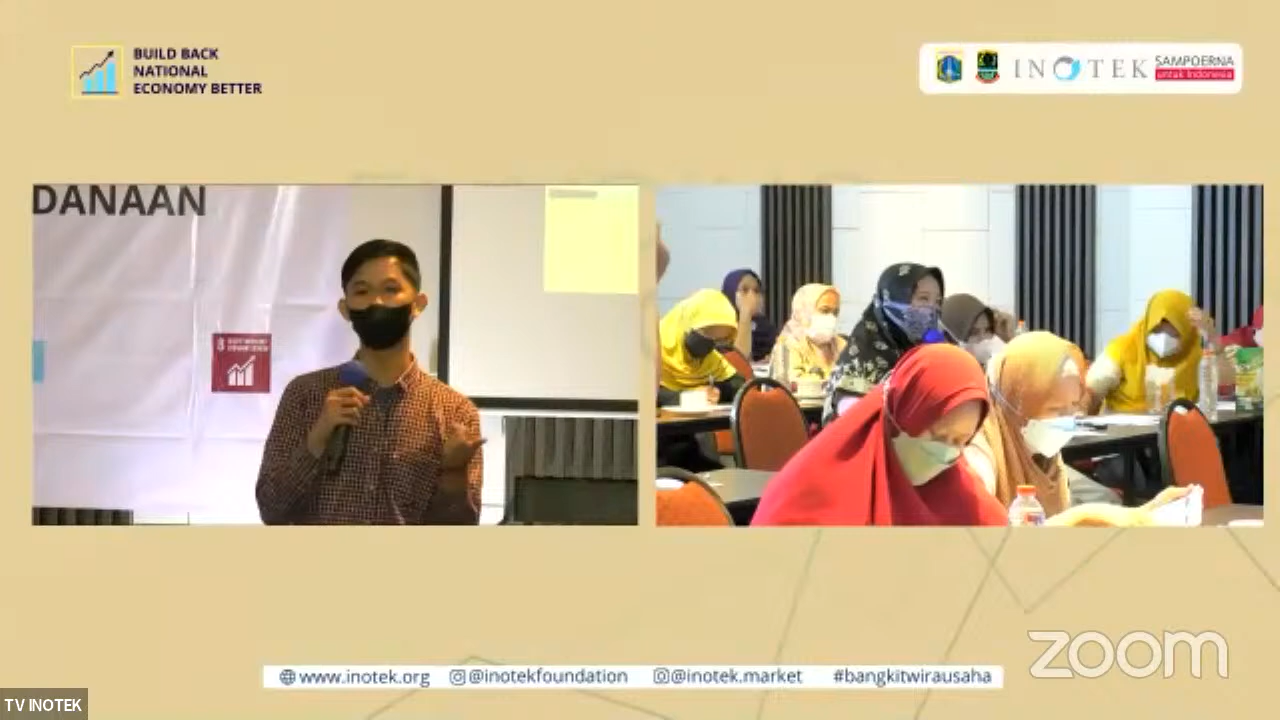 BUILD BACK
NATIONAL
ECONOMY BETTER
INOTEK
SAMPOERNA
untuk Indonesia
DANAAN
8
zoom
www.inotek.org @inotekfoundation @inotek.market #bangkitwirausaha
TV INOTEK